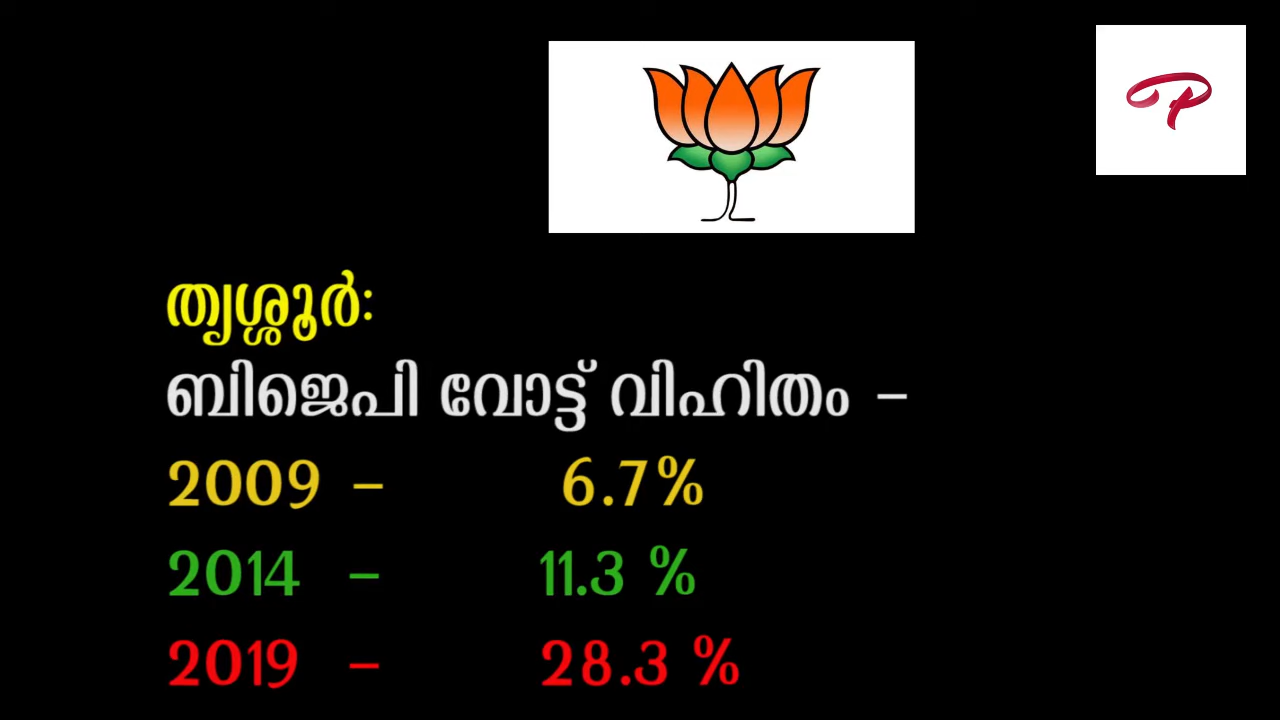 തൃശ്ശൂർ:
ബിജെപി വോട്ട് വിഹിതം -
2009 - 6.7%
2014 - 11.3 %
2019 - 28.3 %